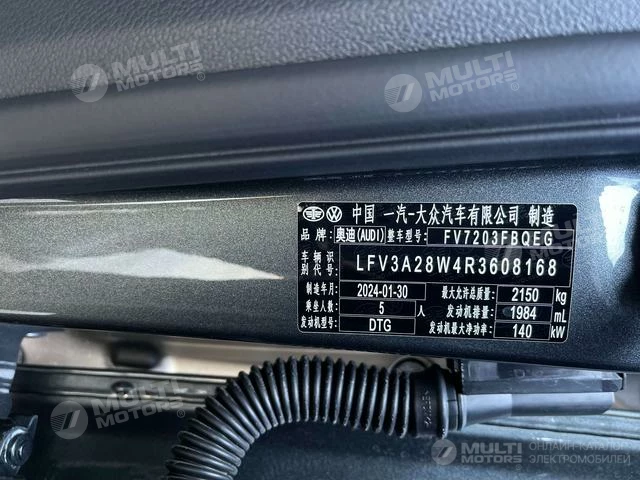 MULTI MOTORS
MULTI MOTORS
中国 一汽-大众汽车有限公司 制造
品牌: 奥迪(AUDI) 整车型号: FV7203FBQEG
车辆识别代号: LFV3A28W4R3608168
制造年月: 2024-01-30 最大允许总质量: 2150 kg
乘坐人数: 5 人 发动机排量: 1984 mL
发动机型号: DTG 发动机最大净功率: 140 kW
MULTI MOTORS
MULTI MOTORS
ОНЛАЙН-КАТАЛОГ
ЭЛЕКТРОМОБИЛЕЙ